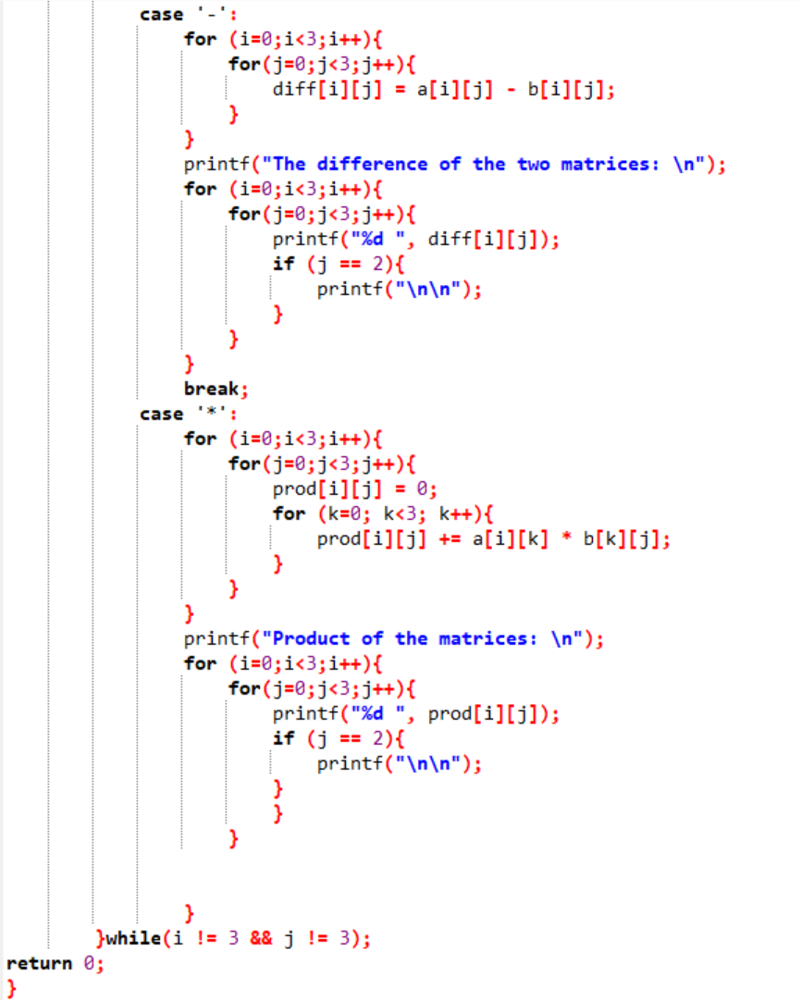 case '-':
for (i=0;i<3;i++){
for(j=0;j<3;j++){
diff[i][j] = a[i][j] - b[i][j];
}
}
printf("The difference of the two matrices: \n");
for (i=0;i<3;i++){
for(j=0;j<3;j++){
printf("%d ", diff[i][j]);
if (j == 2){
printf("\n\n");
}
}
}
break;
case '*':
for (i=0;i<3;i++){
for(j=0;j<3;j++){
prod[i][j] = 0;
for (k=0; k<3; k++){
prod[i][j] += a[i][k] * b[k][j];
}
}
}
printf("Product of the matrices: \n");
for (i=0;i<3;i++){
for(j=0;j<3;j++){
printf("%d ", prod[i][j]);
if (j == 2){
printf("\n\n");
}
}
}
}
}while(i != 3 && j != 3);
return 0;
}